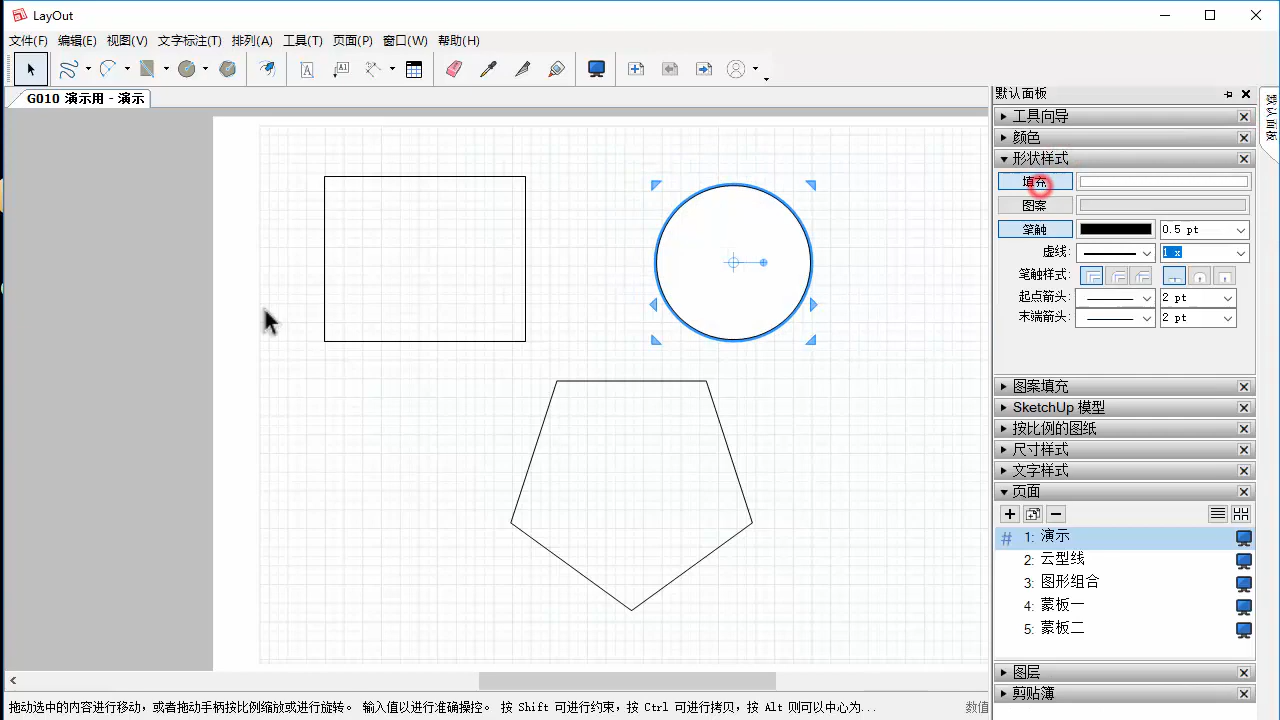 LayOut
文件(F) 编辑(E) 视图(V) 文字标注(T) 排列(A) 工具(T) 页面(P) 窗口(W) 帮助(H)
G010 演示用 - 演示
默认面板
默认面板
工具向导
颜色
形状样式
填充
图案
笔触 0.5 pt
虚线: 1 x
笔触样式:
起点箭头: 2 pt
末端箭头: 2 pt
图案填充
SketchUp 模型
按比例的图纸
尺寸样式
文字样式
页面
# 1: 演示
2: 云型线
3: 图形组合
4: 蒙板一
5: 蒙板二
图层
剪贴簿
拖动选中的内容进行移动，或者拖动手柄按比例缩放或进行旋转。 输入值以进行准确操控。 按 Shift 可进行约束，按 Ctrl 可进行拷贝，按 Alt 则可以中心为... 数值